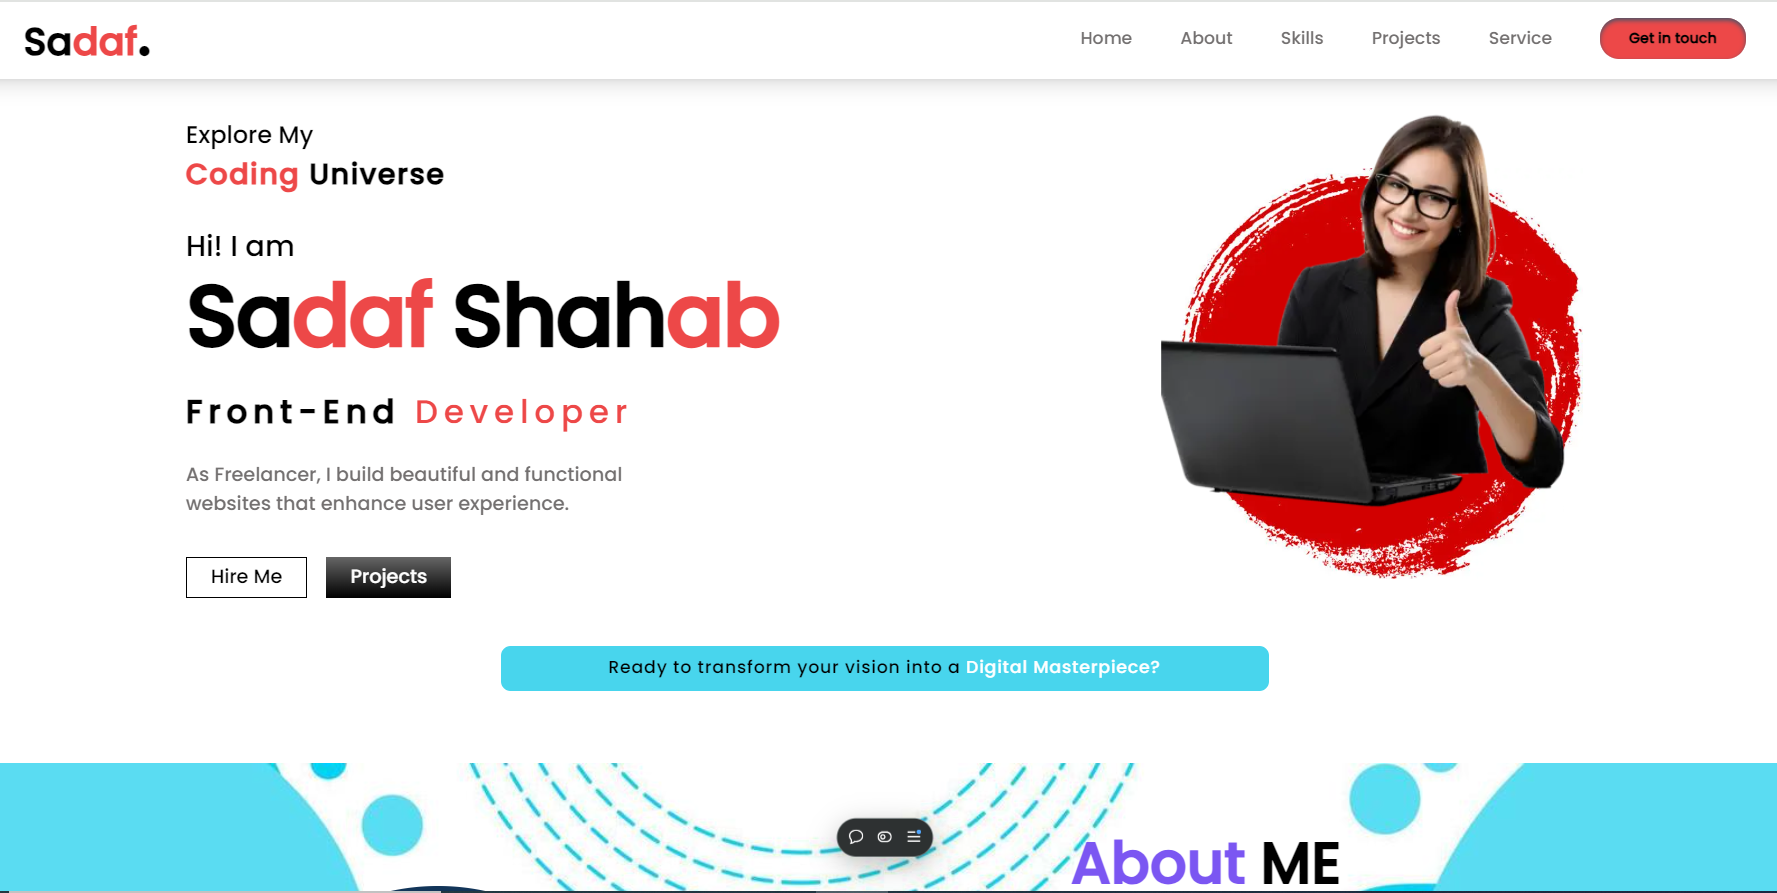 Sadaf.
Home
About
Skills
Projects
Service
Get in touch
Explore My
Coding Universe
Hi! I am
Sadaf Shahab
Front-End Developer
As Freelancer, I build beautiful and functional
websites that enhance user experience.
Hire Me
Projects
Ready to transform your vision into a Digital Masterpiece?
About ME